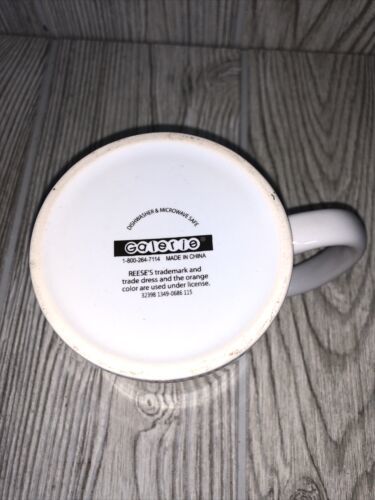 DISHWASHER & MICROWAVE SAFE
Galerie®
1-800-264-7114 MADE IN CHINA
REESE'S trademark and
trade dress and the orange
color are used under license.
32398 1349-0686 115